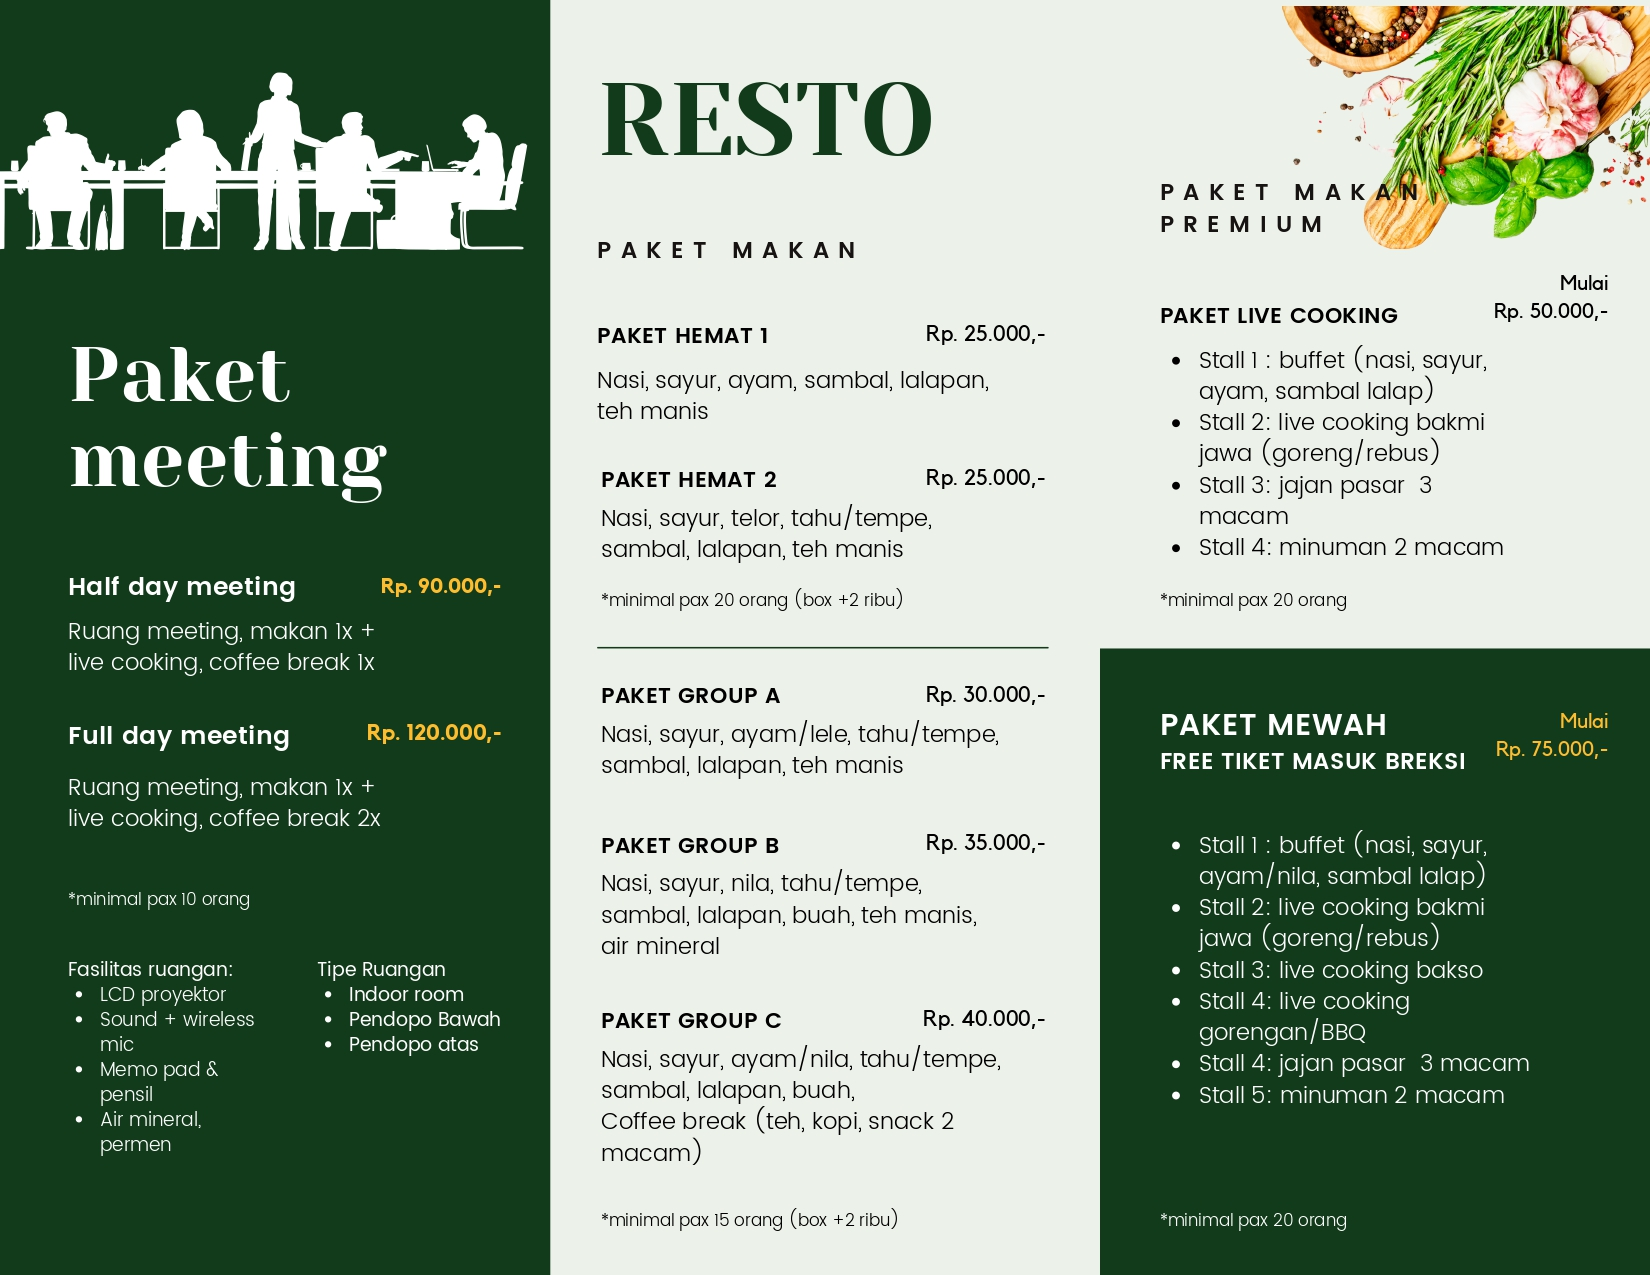 Paket
meeting
Half day meeting
Rp. 90.000,-
Ruang meeting, makan 1x +
live cooking, coffee break 1x
Full day meeting
Rp. 120.000,-
Ruang meeting, makan 1x +
live cooking, coffee break 2x
*minimal pax 10 orang
Fasilitas ruangan:
• LCD proyektor
• Sound + wireless
mic
• Memo pad &
pensil
• Air mineral,
permen
Tipe Ruangan
• Indoor room
• Pendopo Bawah
• Pendopo atas
RESTO
PAKET MAKAN
PAKET HEMAT 1
Rp. 25.000,-
Nasi, sayur, ayam, sambal, lalapan,
teh manis
PAKET HEMAT 2
Rp. 25.000,-
Nasi, sayur, telor, tahu/tempe,
sambal, lalapan, teh manis
*minimal pax 20 orang (box +2 ribu)
PAKET GROUP A
Rp. 30.000,-
Nasi, sayur, ayam/lele, tahu/tempe,
sambal, lalapan, teh manis
PAKET GROUP B
Rp. 35.000,-
Nasi, sayur, nila, tahu/tempe,
sambal, lalapan, buah, teh manis,
air mineral
PAKET GROUP C
Rp. 40.000,-
Nasi, sayur, ayam/nila, tahu/tempe,
sambal, lalapan, buah,
Coffee break (teh, kopi, snack 2
macam)
*minimal pax 15 orang (box +2 ribu)
PAKET MAKAN
PREMIUM
Mulai
Rp. 50.000,-
PAKET LIVE COOKING
• Stall 1 : buffet (nasi, sayur,
ayam, sambal lalap)
• Stall 2: live cooking bakmi
jawa (goreng/rebus)
• Stall 3: jajan pasar  3
macam
• Stall 4: minuman 2 macam
*minimal pax 20 orang
PAKET MEWAH
FREE TIKET MASUK BREKSI
Mulai
Rp. 75.000,-
• Stall 1 : buffet (nasi, sayur,
ayam/nila, sambal lalap)
• Stall 2: live cooking bakmi
jawa (goreng/rebus)
• Stall 3: live cooking bakso
• Stall 4: live cooking
gorengan/BBQ
• Stall 4: jajan pasar  3 macam
• Stall 5: minuman 2 macam
*minimal pax 20 orang